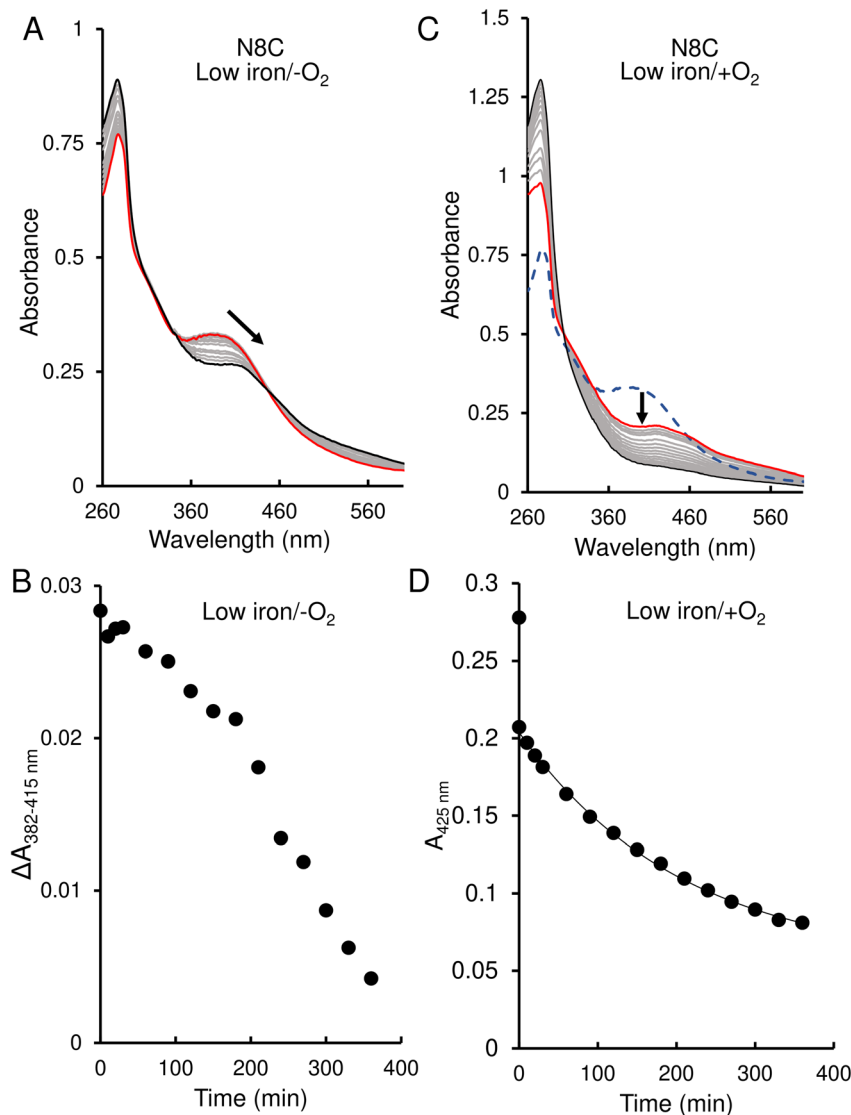 A
N8C
Low iron/-O₂
1
0.75
0.5
0.25
0
Absorbance
260
360
460
560
Wavelength (nm)
C
N8C
Low iron/+O₂
1.5
1.25
1
0.75
0.5
0.25
0
Absorbance
260
360
460
560
Wavelength (nm)
B
Low iron/-O₂
0.03
0.02
0.01
0
ΔA₃₈₂₋₄₁₅ ₙₘ
0
100
200
300
400
Time (min)
D
Low iron/+O₂
0.3
0.25
0.2
0.15
0.1
0.05
0
A₄₂₅ ₙₘ
0
100
200
300
400
Time (min)